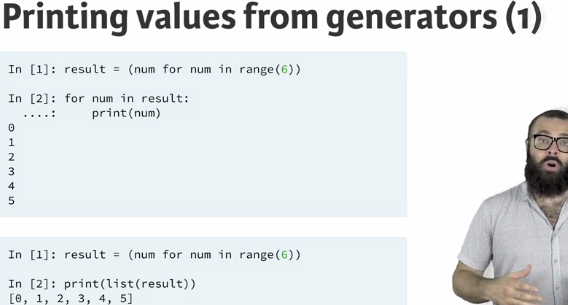 Printing values from generators (1)
In [1]: result = (num for num in range(6))
In [2]: for num in result:
....: print(num)
0
1
2
3
4
5
In [1]: result = (num for num in range(6))
In [2]: print(list(result))
[0, 1, 2, 3, 4, 5]